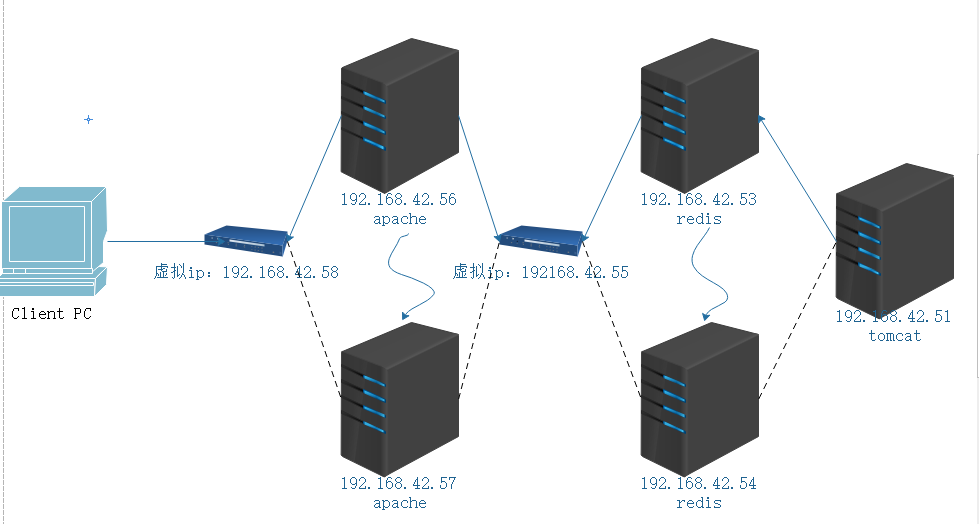 192.168.42.56
apache
192.168.42.53
redis
虚拟ip：192.168.42.58
虚拟ip：192168.42.55
Client PC
192.168.42.51
tomcat
192.168.42.57
apache
192.168.42.54
redis